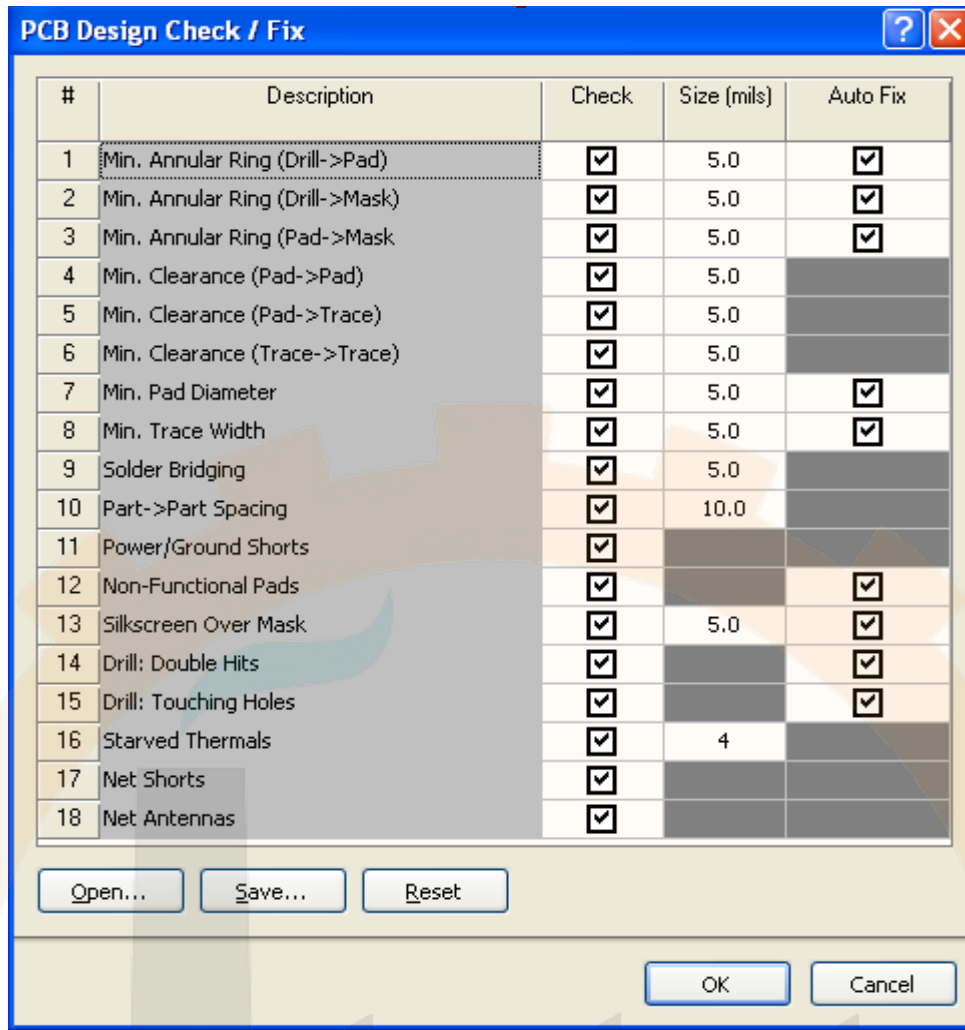 PCB Design Check / Fix
# Description Check Size (mils) Auto Fix
1 Min. Annular Ring (Drill->Pad) 5.0
2 Min. Annular Ring (Drill->Mask) 5.0
3 Min. Annular Ring (Pad->Mask 5.0
4 Min. Clearance (Pad->Pad) 5.0
5 Min. Clearance (Pad->Trace) 5.0
6 Min. Clearance (Trace->Trace) 5.0
7 Min. Pad Diameter 5.0
8 Min. Trace Width 5.0
9 Solder Bridging 5.0
10 Part->Part Spacing 10.0
11 Power/Ground Shorts
12 Non-Functional Pads
13 Silkscreen Over Mask 5.0
14 Drill: Double Hits
15 Drill: Touching Holes
16 Starved Thermals 4
17 Net Shorts
18 Net Antennas
Open... Save... Reset
OK Cancel